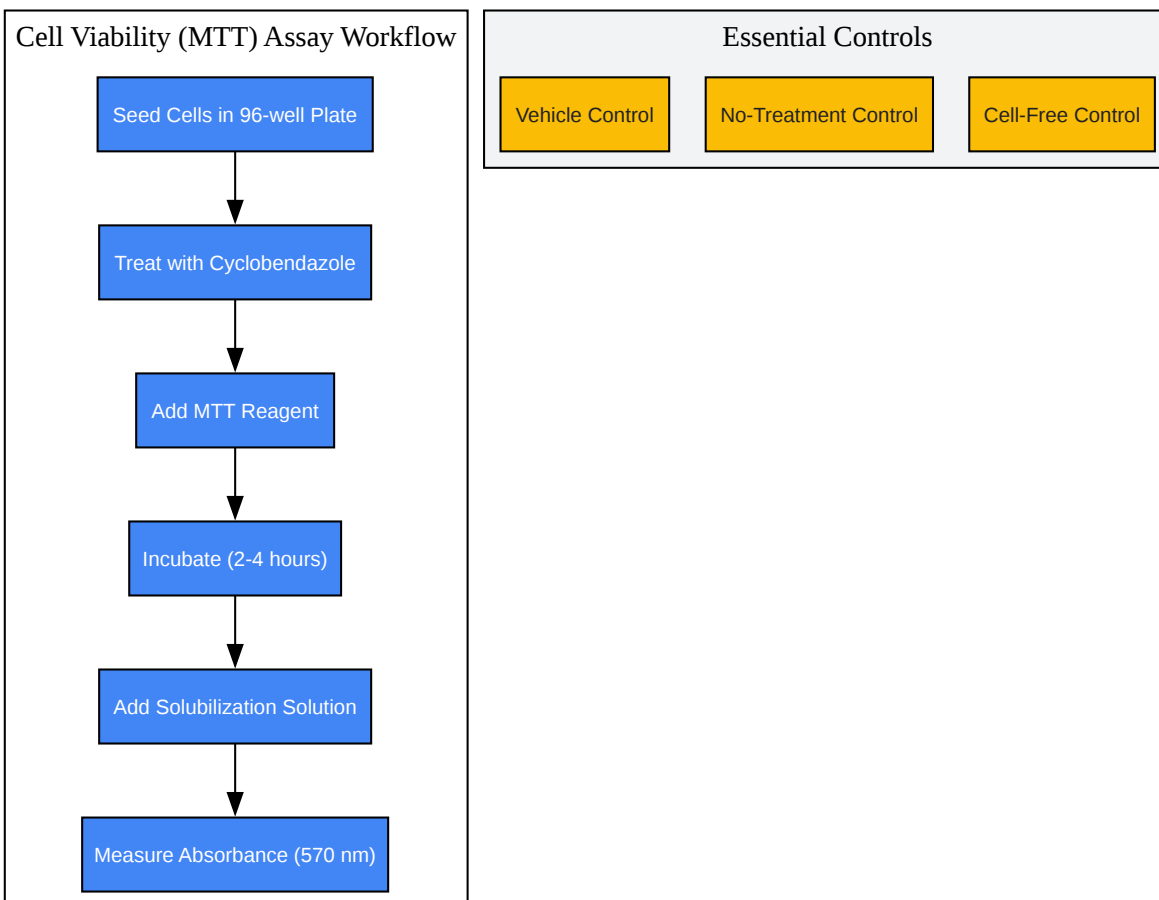 Cell Viability (MTT) Assay Workflow
Seed Cells in 96-well Plate
Treat with Cyclobendazole
Add MTT Reagent
Incubate (2-4 hours)
Add Solubilization Solution
Measure Absorbance (570 nm)
Essential Controls
Vehicle Control
No-Treatment Control
Cell-Free Control